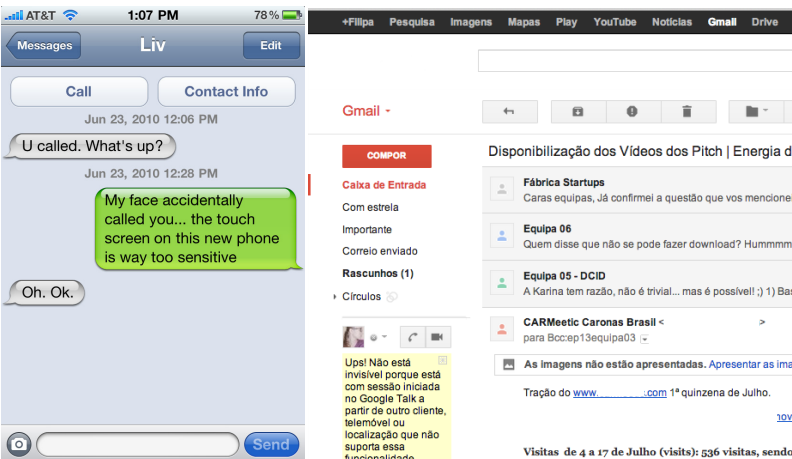 AT&T 1:07 PM 78%
Messages Liv Edit
Call Contact Info
Jun 23, 2010 12:06 PM
U called. What's up?
Jun 23, 2010 12:28 PM
My face accidentally
called you... the touch
screen on this new phone
is way too sensitive
Oh. Ok.
Send
+Filipa Pesquisa Imagens Mapas Play YouTube Notícias Gmail Drive
Gmail
COMPOR
Caixa de Entrada
Com estrela
Importante
Correio enviado
Rascunhos (1)
Círculos
Ups! Não está
invisível porque está
com sessão iniciada
no Google Talk a
partir de outro cliente,
telemóvel ou
localização que não
suporta essa
funcionalidade
Disponibilização dos Vídeos dos Pitch | Energia d
Fábrica Startups
Caras equipas, Já confirmei a questão que vos mencione
Equipa 06
Quem disse que não se pode fazer download? Hummmm
Equipa 05 - DCID
A Karina tem razão, não é trivial... mas é possível! ;) 1) Bas
CARMeetic Caronas Brasil < >
para Bcc:ep13equipa03
As imagens não estão apresentadas. Apresentar as ima
Tração do www. .com 1ª quinzena de Julho.
nov
Visitas de 4 a 17 de Julho (visits): 536 visitas, sendo